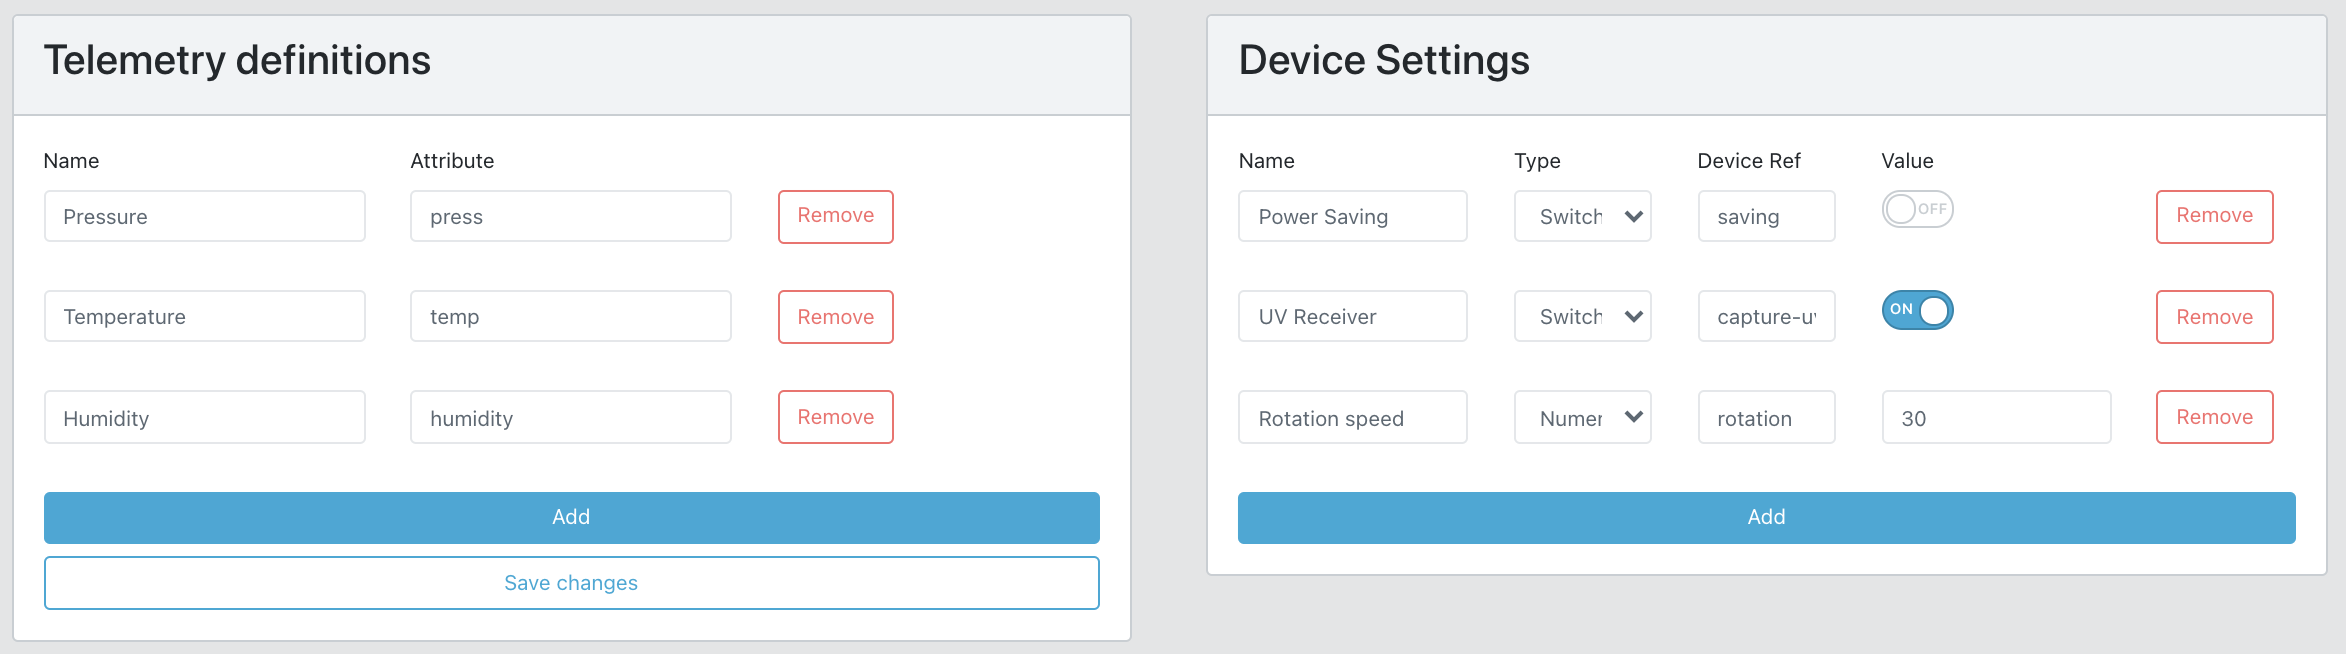 Telemetry definitions
Name Attribute
Pressure press Remove
Temperature temp Remove
Humidity humidity Remove
Add
Save changes
Device Settings
Name Type Device Ref Value
Power Saving Switch saving OFF Remove
UV Receiver Switch ON Remove
Rotation speed rotation 30 Remove
Add